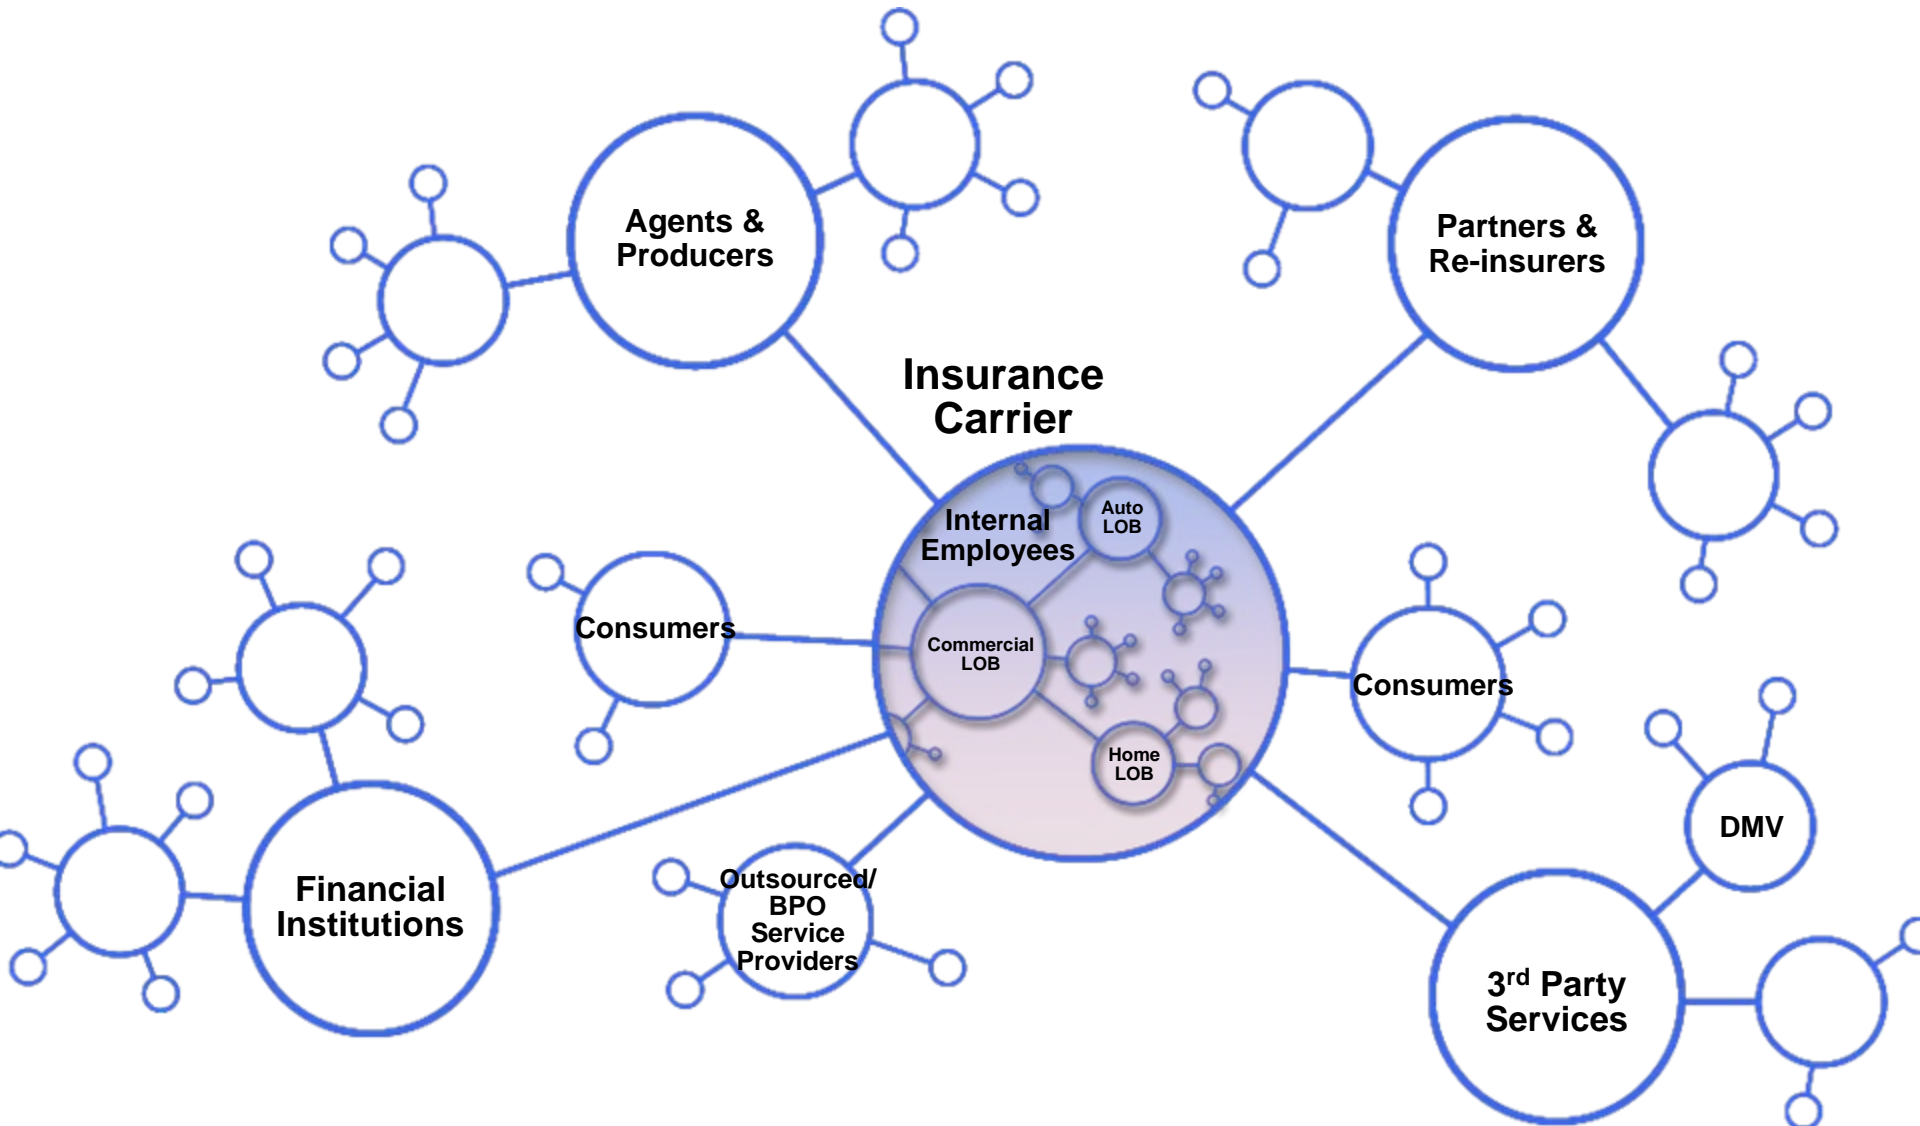 Agents &
Producers
Partners &
Re-insurers
Insurance
Carrier
Internal
Employees
Auto
LOB
Consumers
Commercial
LOB
Consumers
Home
LOB
DMV
Financial
Institutions
Outsourced/
BPO
Service
Providers
3rd Party
Services